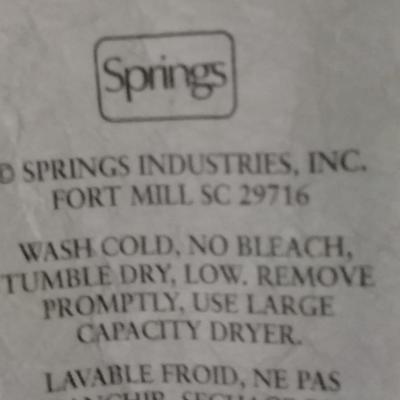 Springs
© SPRINGS INDUSTRIES, INC.
FORT MILL SC 29716
WASH COLD, NO BLEACH,
TUMBLE DRY, LOW. REMOVE
PROMPTLY, USE LARGE
CAPACITY DRYER.
LAVABLE FROID, NE PAS